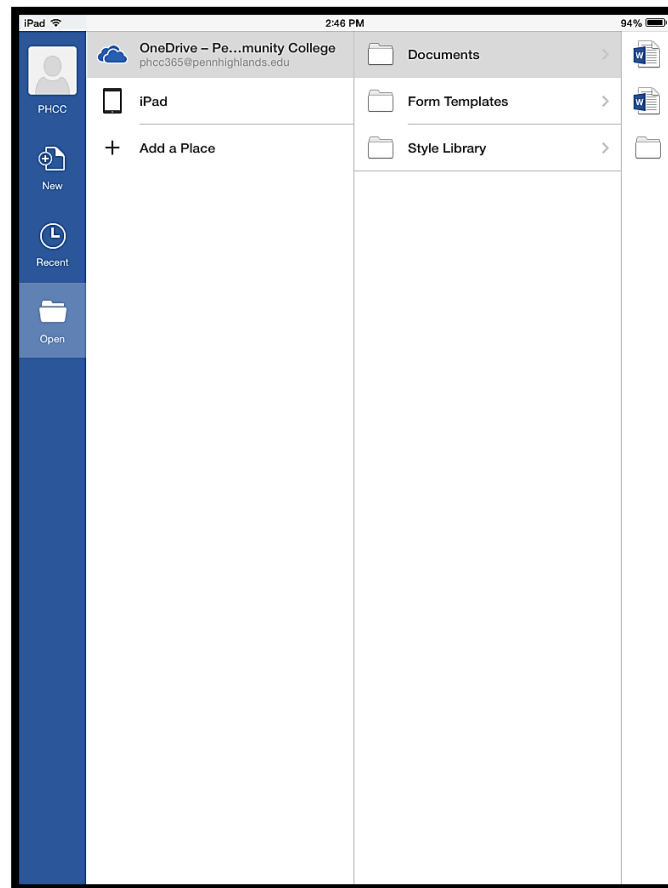 iPad 2:46 PM 94%
PHCC
New
Recent
Open
OneDrive – Pe...munity College
phcc365@pennhighlands.edu
iPad
Add a Place
Documents
Form Templates
Style Library
W
W